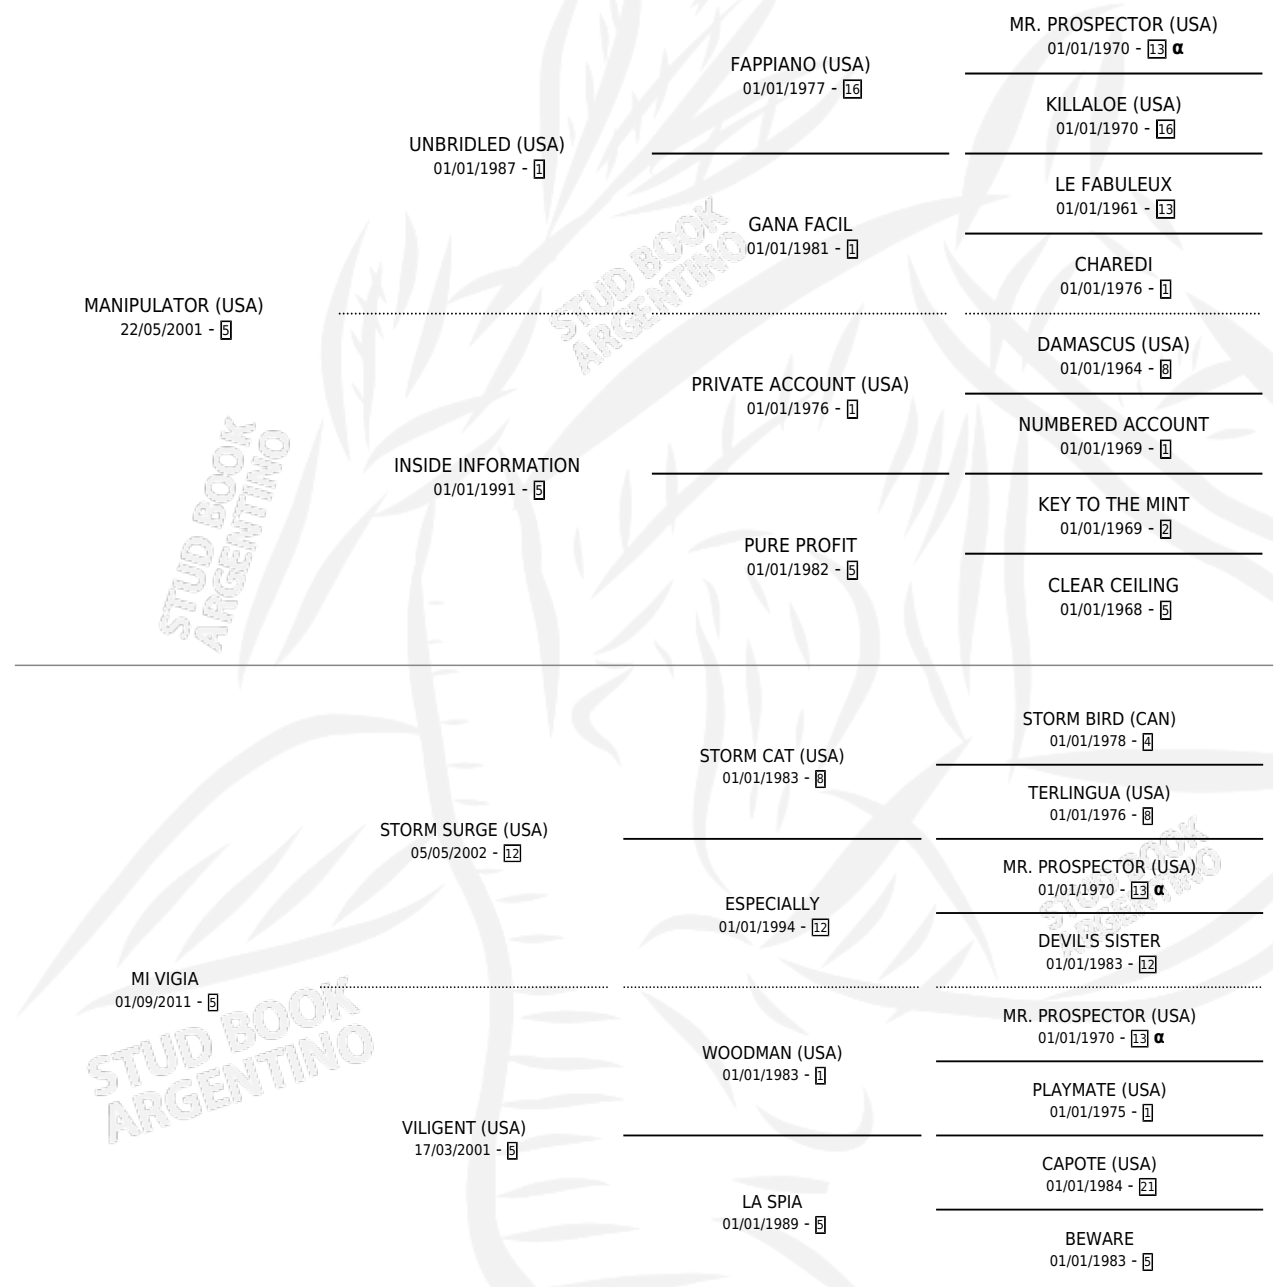 MR. PROSPECTOR (USA)
01/01/1970 - 13 α
FAPPIANO (USA)
01/01/1977 - 16
KILLALOE (USA)
01/01/1970 - 16
UNBRIDLED (USA)
01/01/1987 - 1
LE FABULEUX
01/01/1961 - 13
GANA FACIL
01/01/1981 - 1
CHAREDI
01/01/1976 - 1
STUD BOOK
ARGENTINO
MANIPULATOR (USA)
22/05/2001 - 5
DAMASCUS (USA)
01/01/1964 - 8
PRIVATE ACCOUNT (USA)
01/01/1976 - 1
NUMBERED ACCOUNT
01/01/1969 - 1
INSIDE INFORMATION
01/01/1991 - 5
KEY TO THE MINT
01/01/1969 - 2
PURE PROFIT
01/01/1982 - 5
CLEAR CEILING
01/01/1968 - 5
STUD BOOK
ARGENTINO
STORM BIRD (CAN)
01/01/1978 - 4
STORM CAT (USA)
01/01/1983 - 8
TERLINGUA (USA)
01/01/1976 - 8
STORM SURGE (USA)
05/05/2002 - 12
MR. PROSPECTOR (USA)
01/01/1970 - 13 α
STUD BOOK
ARGENTINO
ESPECIALLY
01/01/1994 - 12
DEVIL'S SISTER
01/01/1983 - 12
MI VIGIA
01/09/2011 - 5
STUD BOOK
ARGENTINO
MR. PROSPECTOR (USA)
01/01/1970 - 13 α
WOODMAN (USA)
01/01/1983 - 1
PLAYMATE (USA)
01/01/1975 - 1
VILIGENT (USA)
17/03/2001 - 5
CAPOTE (USA)
01/01/1984 - 21
LA SPIA
01/01/1989 - 5
BEWARE
01/01/1983 - 5